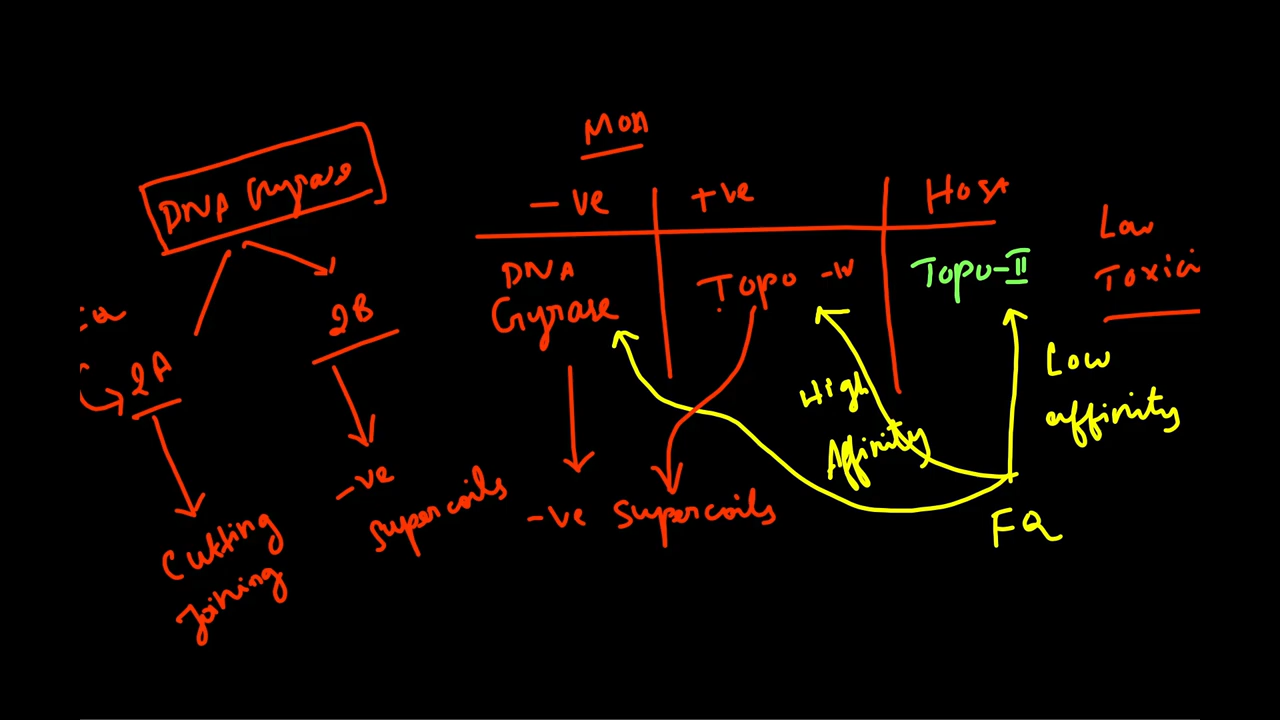 MOA
DNA Gyrase
-ve +ve Host
DNA
Gyrase
Topo -IV
Topo-II
Low
2B
2A
High
Affinity
Low
affinity
-ve
supercoils
-ve supercoils
FQ
Cutting
Joining